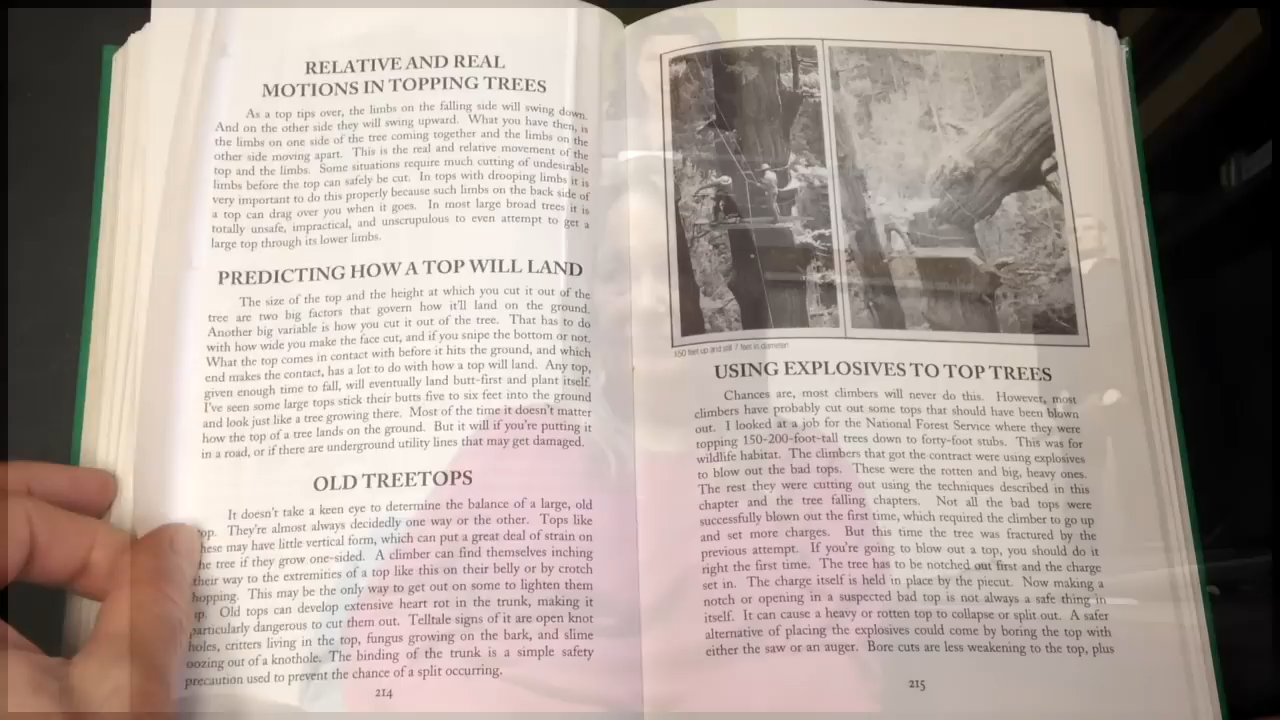 RELATIVE AND REAL
MOTIONS IN TOPPING TREES
As a top tips over, the limbs on the falling side will swing down.
And on the other side they will swing upward. What you have then, is
the limbs on one side of the tree coming together and the limbs on the
other side moving apart. This is the real and relative movement of the
top and the limbs. Some situations require much cutting of undesirable
limbs before the top can safely be cut. In tops with drooping limbs it is
very important to do this properly because such limbs on the back side of
a top can drag over you when it goes. In most large broad trees it is
totally unsafe, impractical, and unscrupulous to even attempt to get a
large top through its lower limbs.
PREDICTING HOW A TOP WILL LAND
The size of the top and the height at which you cut it out of the
tree are two big factors that govern how it'll land on the ground.
Another big variable is how you cut it out of the tree. That has to do
with how wide you make the face cut, and if you snipe the bottom or not.
What the top comes in contact with before it hits the ground, and which
end makes the contact, has a lot to do with how a top will land. Any top,
given enough time to fall, will eventually land butt-first and plant itself.
I've seen some large tops stick their butts five to six feet into the ground
and look just like a tree growing there. Most of the time it doesn't matter
how the top of a tree lands on the ground. But it will if you're putting it
in a road, or if there are underground utility lines that may get damaged.
OLD TREETOPS
It doesn't take a keen eye to determine the balance of a large, old
op. They're almost always decidedly one way or the other. Tops like
hese may have little vertical form, which can put a great deal of strain on
he tree if they grow one-sided. A climber can find themselves inching
their way to the extremities of a top like this on their belly or by crotch
hopping. This may be the only way to get out on some to lighten them
up. Old tops can develop extensive heart rot in the trunk, making it
particularly dangerous to cut them out. Telltale signs of it are open knot
holes, critters living in the top, fungus growing on the bark, and slime
oozing out of a knothole. The binding of the trunk is a simple safety
precaution used to prevent the chance of a split occurring.
214
150 feet up and still 7 feet in diameter
USING EXPLOSIVES TO TOP TREES
Chances are, most climbers will never do this. However, most
climbers have probably cut out some tops that should have been blown
out. I looked at a job for the National Forest Service where they were
topping 150-200-foot-tall trees down to forty-foot stubs. This was for
wildlife habitat. The climbers that got the contract were using explosives
to blow out the bad tops. These were the rotten and big, heavy ones.
The rest they were cutting out using the techniques described in this
chapter and the tree falling chapters. Not all the bad tops were
successfully blown out the first time, which required the climber to go up
and set more charges. But this time the tree was fractured by the
previous attempt. If you're going to blow out a top, you should do it
right the first time. The tree has to be notched out first and the charge
set in. The charge itself is held in place by the piecut. Now making a
notch or opening in a suspected bad top is not always a safe thing in
itself. It can cause a heavy or rotten top to collapse or split out. A safer
alternative of placing the explosives could come by boring the top with
either the saw or an auger. Bore cuts are less weakening to the top, plus
215